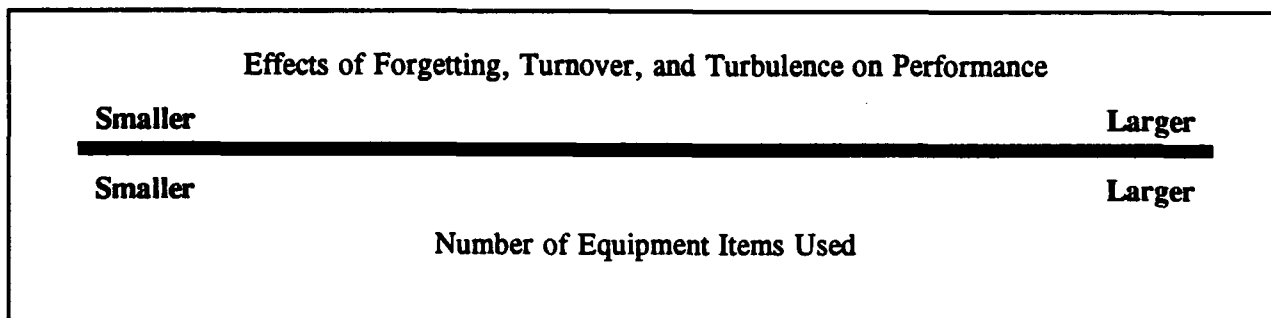 Effects of Forgetting, Turnover, and Turbulence on Performance
Smaller Larger
Smaller Larger
Number of Equipment Items Used